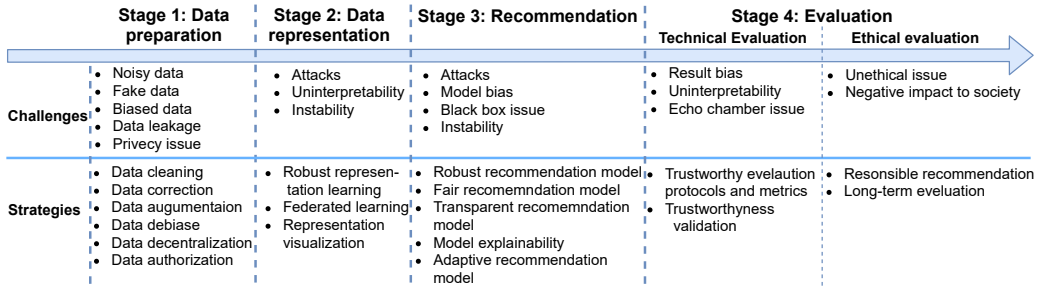 Stage 1: Data
preparation
Stage 2: Data
representation
Stage 3: Recommendation
Stage 4: Evaluation
Technical Evaluation
Ethical evaluation
Challenges
• Noisy data
• Fake data
• Biased data
• Data leakage
• Privecy issue
• Attacks
• Uninterpretability
• Instability
• Attacks
• Model bias
• Black box issue
• Instability
• Result bias
• Uninterpretability
• Echo chamber issue
• Unethical issue
• Negative impact to society
Strategies
• Data cleaning
• Data correction
• Data augumentaion
• Data debiase
• Data decentralization
• Data authorization
• Robust represen-
tation learning
• Federated learning
• Representation
visualization
• Robust recommendation model
• Fair recomemndation model
• Transparent recomemndation
model
• Model explainability
• Adaptive recommendation
model
• Trustworthy evelaution
protocols and metrics
• Trustworthyness
validation
• Resonsible recommendation
• Long-term eveluation